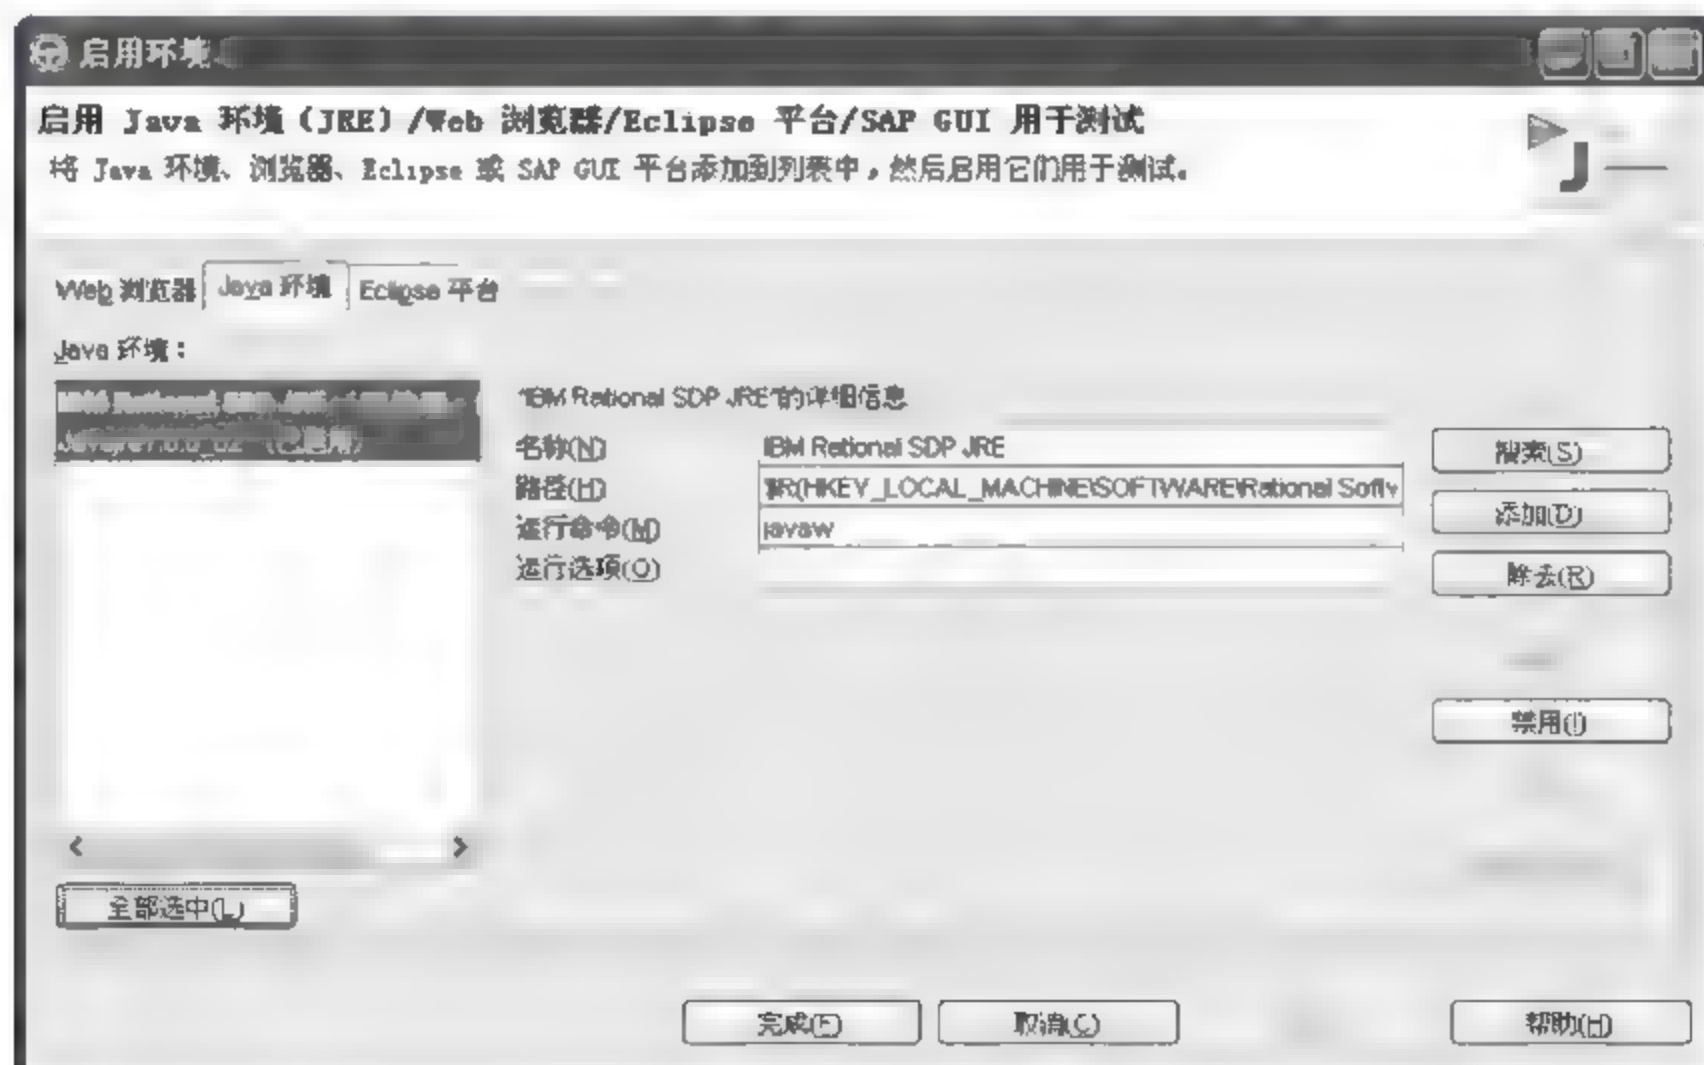 启用环境
启用 Java 环境（JRE）/Web 浏览器/Eclipse 平台/SAP GUI 用于测试
将 Java 环境、浏览器、Eclipse 或 SAP GUI 平台添加到列表中，然后启用它们用于测试。
Web 浏览器 Java 环境 Eclipse 平台
Java 环境：
"IBM Rational SDP JRE"的详细信息
名称(N) IBM Rational SDP JRE
搜索(S)
路径(H) %R(HKEY_LOCAL_MACHINE\SOFTWARE\Rational Softw
添加(D)
运行命令(M) javaw
运行选项(O)
除去(R)
禁用(I)
全部选中(L)
完成(F) 取消(C) 帮助(H)